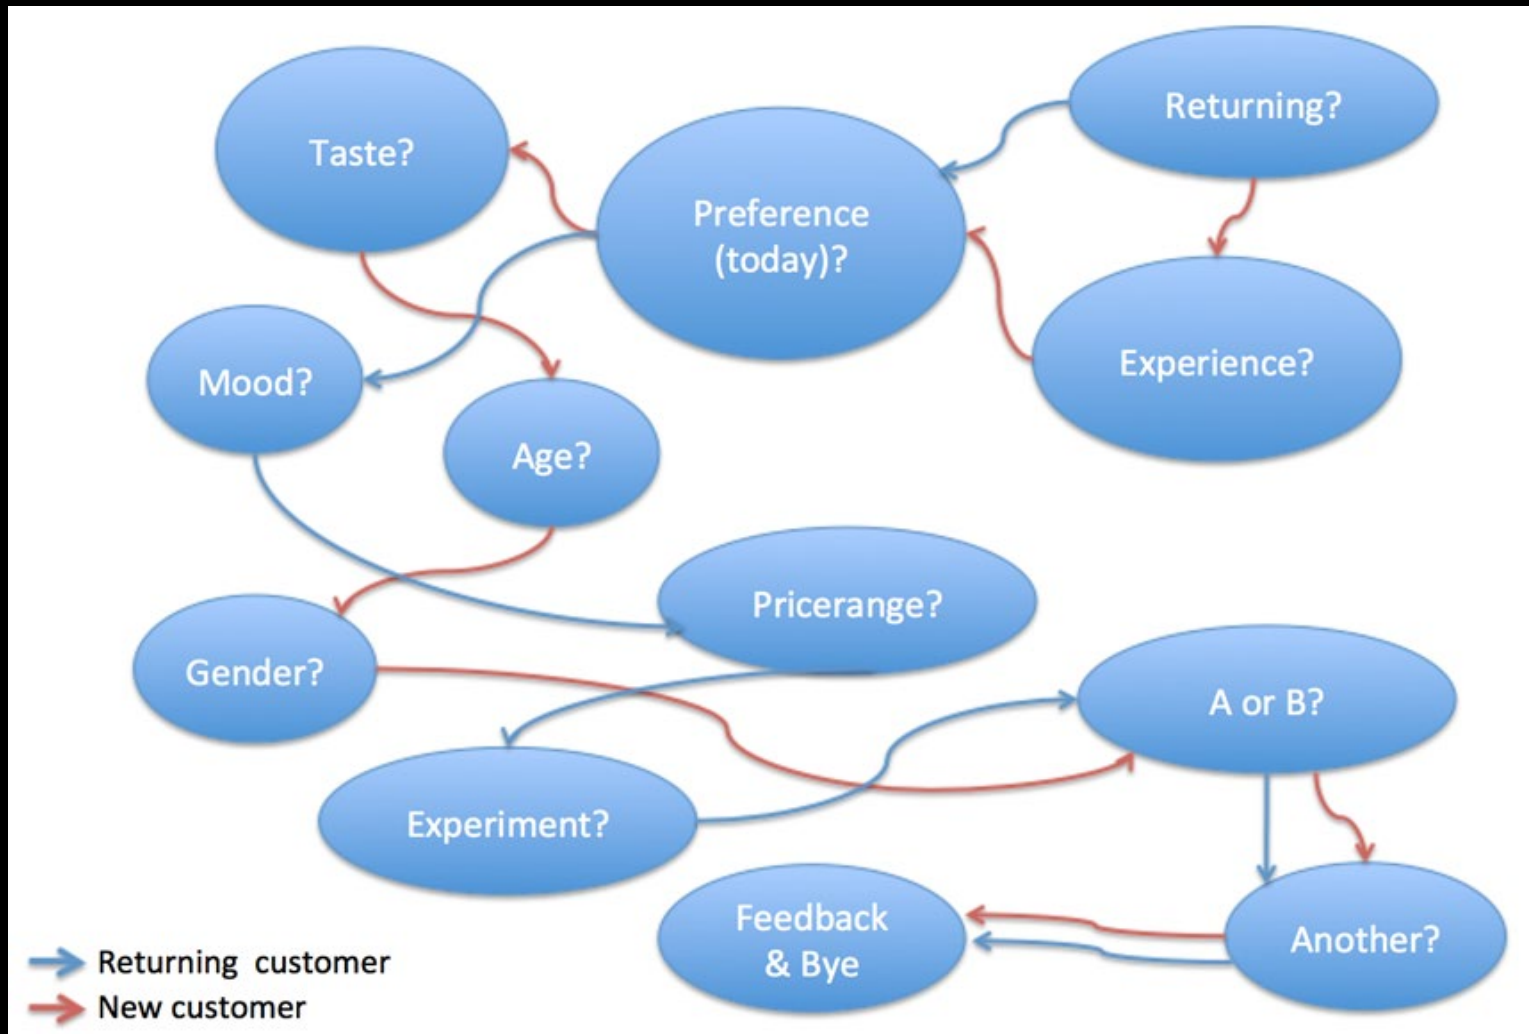 Returning?
Taste?
Preference
(today)?
Experience?
Mood?
Age?
Pricerange?
Gender?
A or B?
Experiment?
Feedback
& Bye
Another?
Returning customer
New customer